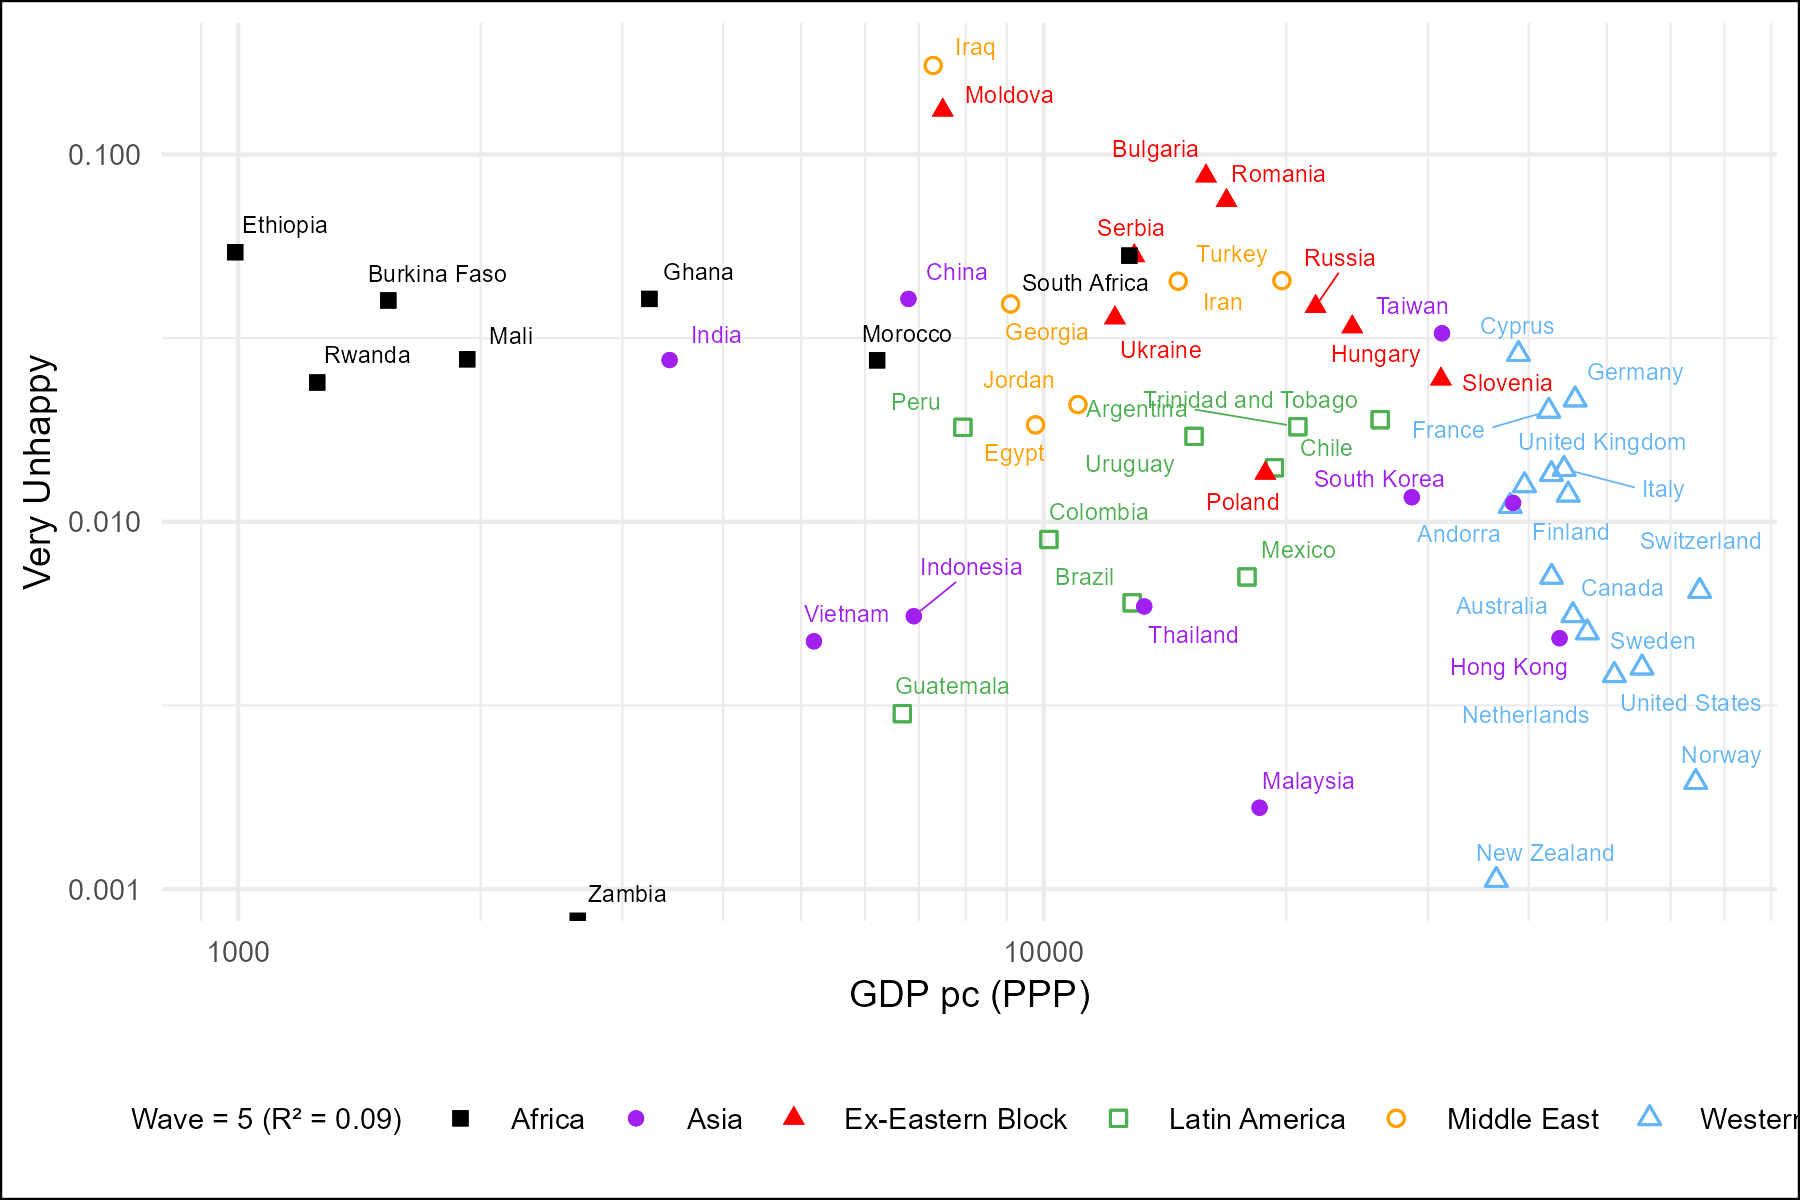 Iraq
Moldova
Bulgaria
0.100
Romania
Ethiopia
Serbia
Turkey
Russia
Burkina Faso
Ghana
China
South Africa
Iran
Taiwan
Georgia
Cyprus
Mali
India
Morocco
Ukraine
Rwanda
Hungary
Germany
Jordan
Slovenia
Peru
Argentina
Trinidad and Tobago
France
United Kingdom
Egypt
Chile
Uruguay
South Korea
Italy
Poland
Colombia
0.010
Andorra
Finland
Switzerland
Mexico
Indonesia
Brazil
Canada
Australia
Vietnam
Thailand
Sweden
Hong Kong
Guatemala
United States
Netherlands
Norway
Malaysia
New Zealand
0.001
Zambia
Very Unhappy
1000
10000
GDP pc (PPP)
Wave = 5 (R² = 0.09) Africa Asia Ex-Eastern Block Latin America Middle East Western